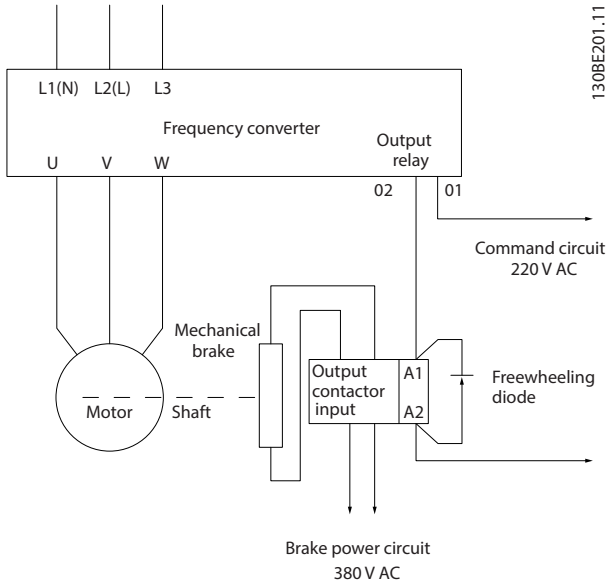 130BE201.11
L1(N) L2(L) L3
Frequency converter
Output
relay
U V W
02 01
Command circuit
220 V AC
Mechanical
brake
Output
contactor
input
A1
A2
Freewheeling
diode
Motor
Shaft
Brake power circuit
380 V AC